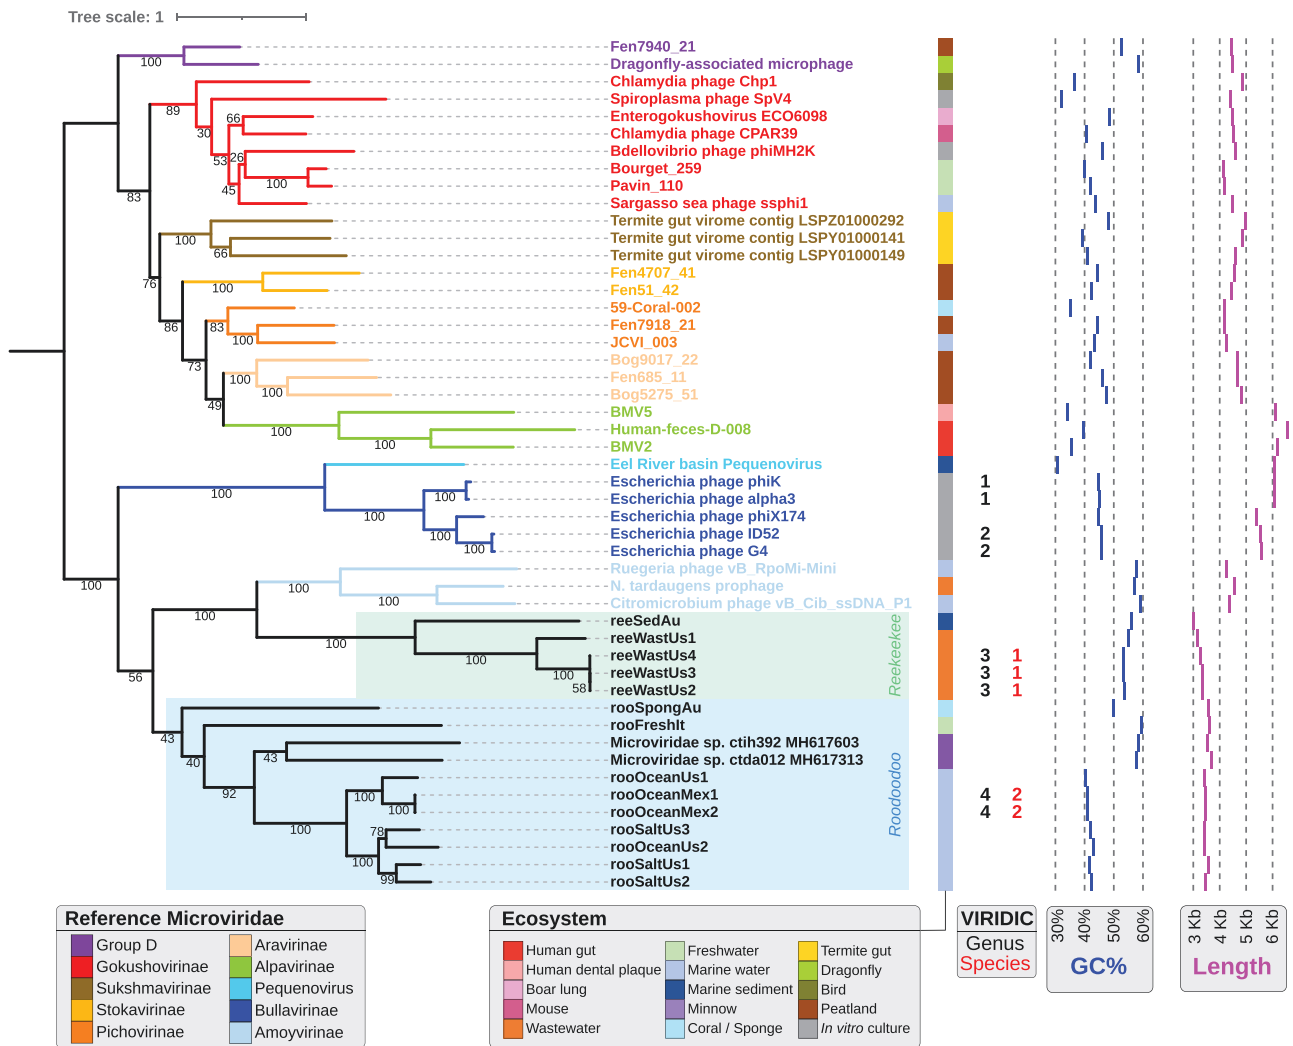 Tree scale: 1
Fen7940_21
100
Dragonfly-associated microphage
Chlamydia phage Chp1
89
Spiroplasma phage SpV4
66
Enterogokushovirus ECO6098
30
Chlamydia phage CPAR39
53
26
Bdellovibrio phage phiMH2K
Bourget_259
45
100
Pavin_110
83
Sargasso sea phage ssphi1
Termite gut virome contig LSPZ01000292
100
Termite gut virome contig LSPY01000141
66
Termite gut virome contig LSPY01000149
76
Fen4707_41
100
Fen51_42
59-Coral-002
86
83
Fen7918_21
100
JCVI_003
73
Bog9017_22
100
Fen685_11
100
Bog5275_51
49
BMV5
100
Human-feces-D-008
100
BMV2
Eel River basin Pequenovirus
Escherichia phage phiK
1
100
100
Escherichia phage alpha3
1
100
Escherichia phage phiX174
100
Escherichia phage ID52
2
100
Escherichia phage G4
2
Ruegeria phage vB_RpoMi-Mini
100
100
N. tardaugens prophage
100
Citromicrobium phage vB_Cib_ssDNA_P1
100
reeSedAu
reeWastUs1
100
100
reeWastUs4
3 1
56
100
reeWastUs3
3 1
58
reeWastUs2
3 1
Reekeekee
rooSpongAu
43
rooFreshIt
Microviridae sp. ctih392 MH617603
43
40
Microviridae sp. ctda012 MH617313
rooOceanUs1
92
100
rooOceanMex1
4 2
100
rooOceanMex2
4 2
100
78
rooSaltUs3
rooOceanUs2
100
rooSaltUs1
99
rooSaltUs2
Roodoodoo
Reference Microviridae
Group D
Gokushovirinae
Sukshmavirinae
Stokavirinae
Pichovirinae
Aravirinae
Alpavirinae
Pequenovirus
Bullavirinae
Amoyvirinae
Ecosystem
Human gut
Human dental plaque
Boar lung
Mouse
Wastewater
Freshwater
Marine water
Marine sediment
Minnow
Coral / Sponge
Termite gut
Dragonfly
Bird
Peatland
In vitro culture
VIRIDIC
Genus
Species
30%
40%
50%
60%
GC%
3 Kb
4 Kb
5 Kb
6 Kb
Length